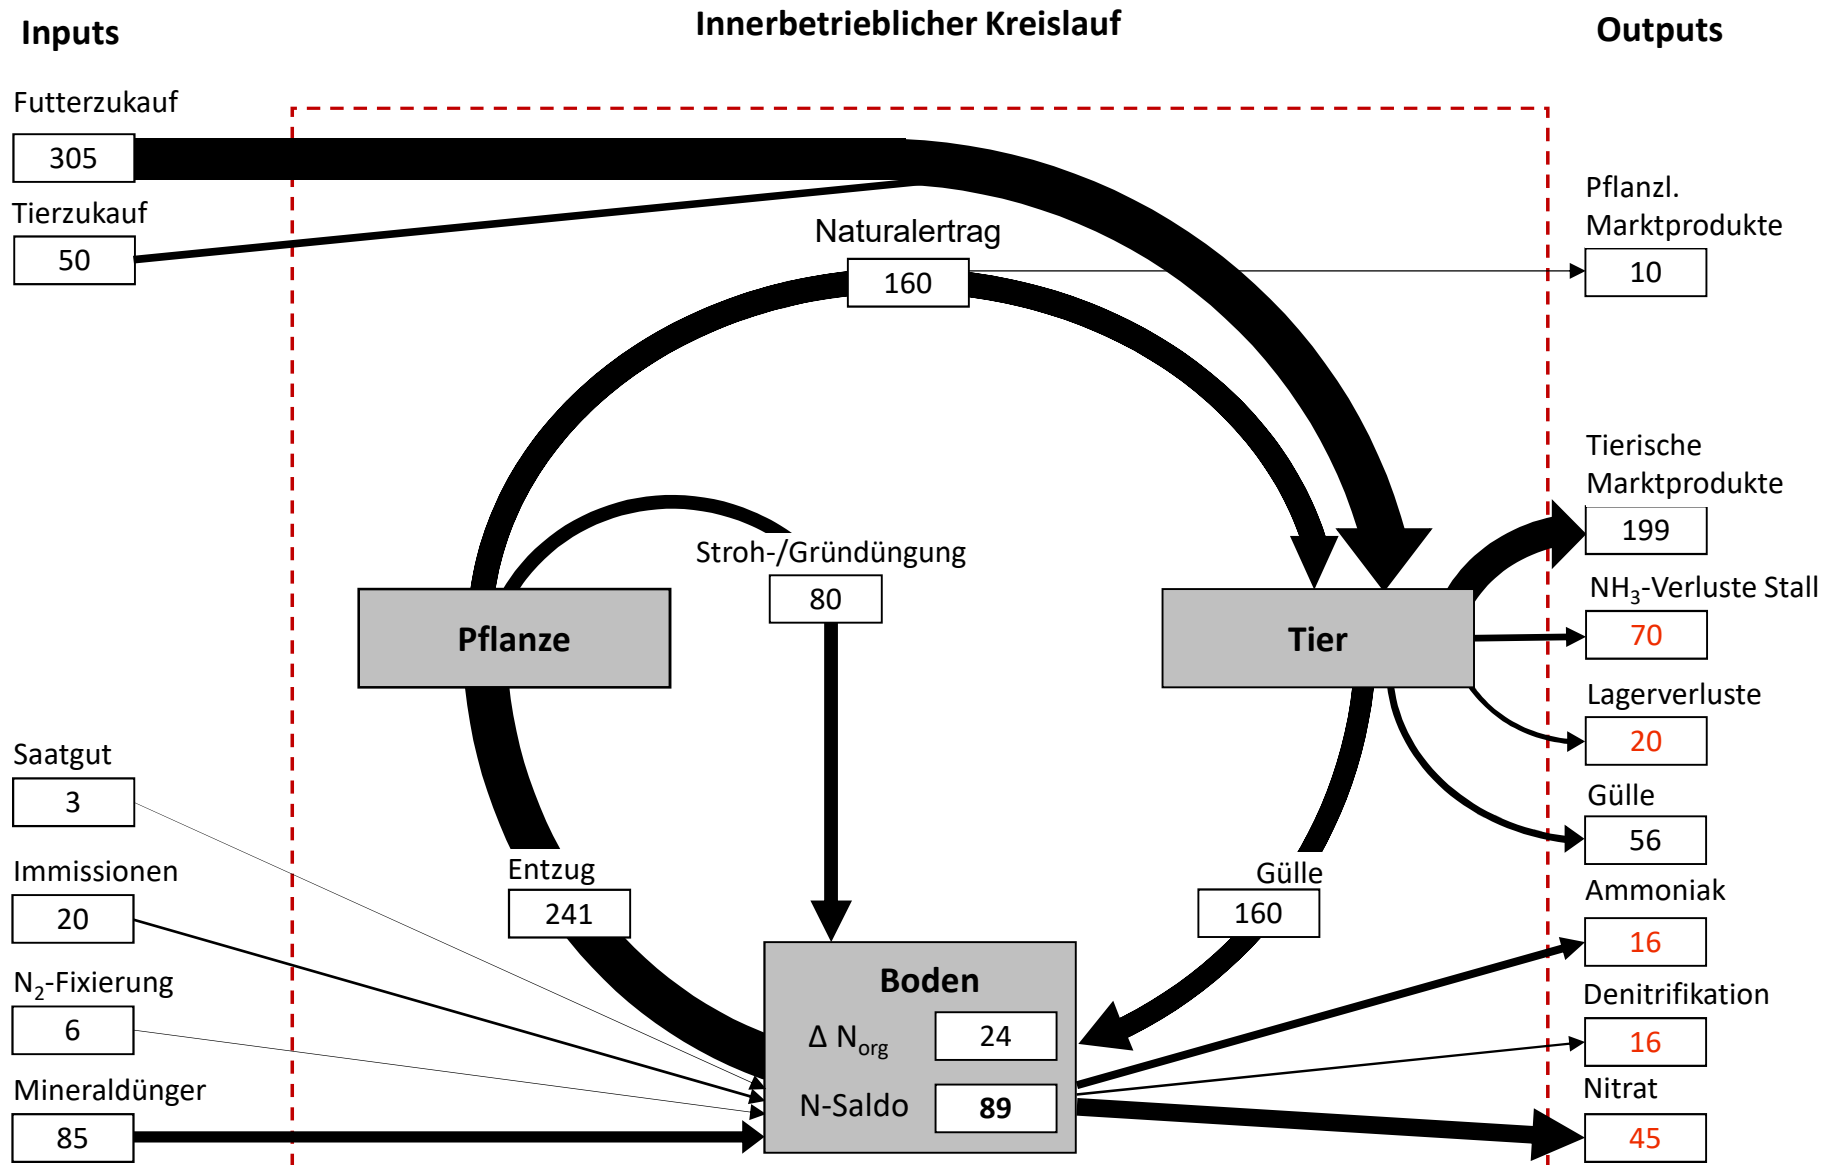 Inputs
Innerbetrieblicher Kreislauf
Outputs
Futterzukauf
305
Tierzukauf
50
Naturalertrag
160
Pflanzl.
Marktprodukte
10
Tierische
Marktprodukte
199
Stroh-/Gründüngung
80
NH₃-Verluste Stall
70
Pflanze
Tier
Lagerverluste
20
Saatgut
3
Gülle
56
Immissionen
20
Entzug
241
Gülle
160
Ammoniak
16
N₂-Fixierung
6
Boden
Δ N₍org₎ 24
N-Saldo 89
Denitrifikation
16
Mineraldünger
85
Nitrat
45